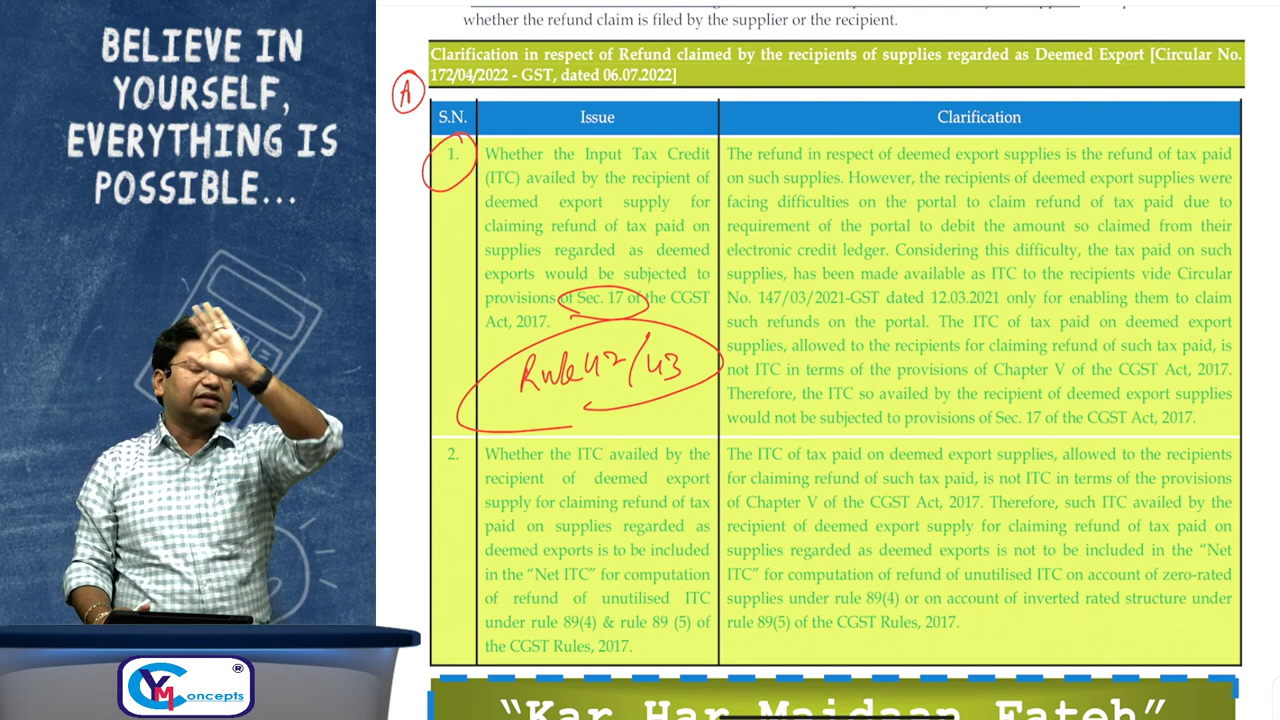 BELIEVE IN
YOURSELF,
EVERYTHING IS
POSSIBLE...
whether the refund claim is filed by the supplier or the recipient.
Clarification in respect of Refund claimed by the recipients of supplies regarded as Deemed Export [Circular No.
172/04/2022 - GST, dated 06.07.2022]
A
S.N. Issue Clarification
1.
Whether the Input Tax Credit
(ITC) availed by the recipient of
deemed export supply for
claiming refund of tax paid on
supplies regarded as deemed
exports would be subjected to
provisions of Sec. 17 of the CGST
Act, 2017.
Rule 42/43
The refund in respect of deemed export supplies is the refund of tax paid
on such supplies. However, the recipients of deemed export supplies were
facing difficulties on the portal to claim refund of tax paid due to
requirement of the portal to debit the amount so claimed from their
electronic credit ledger. Considering this difficulty, the tax paid on such
supplies, has been made available as ITC to the recipients vide Circular
No. 147/03/2021-GST dated 12.03.2021 only for enabling them to claim
such refunds on the portal. The ITC of tax paid on deemed export
supplies, allowed to the recipients for claiming refund of such tax paid, is
not ITC in terms of the provisions of Chapter V of the CGST Act, 2017.
Therefore, the ITC so availed by the recipient of deemed export supplies
would not be subjected to provisions of Sec. 17 of the CGST Act, 2017.
2.
Whether the ITC availed by the
recipient of deemed export
supply for claiming refund of tax
paid on supplies regarded as
deemed exports is to be included
in the “Net ITC” for computation
of refund of unutilised ITC
under rule 89(4) & rule 89 (5) of
the CGST Rules, 2017.
The ITC of tax paid on deemed export supplies, allowed to the recipients
for claiming refund of such tax paid, is not ITC in terms of the provisions
of Chapter V of the CGST Act, 2017. Therefore, such ITC availed by the
recipient of deemed export supply for claiming refund of tax paid on
supplies regarded as deemed exports is not to be included in the “Net
ITC” for computation of refund of unutilised ITC on account of zero-rated
supplies under rule 89(4) or on account of inverted rated structure under
rule 89(5) of the CGST Rules, 2017.
“Kar Har Maidaan Fateh”
YM Concepts ®